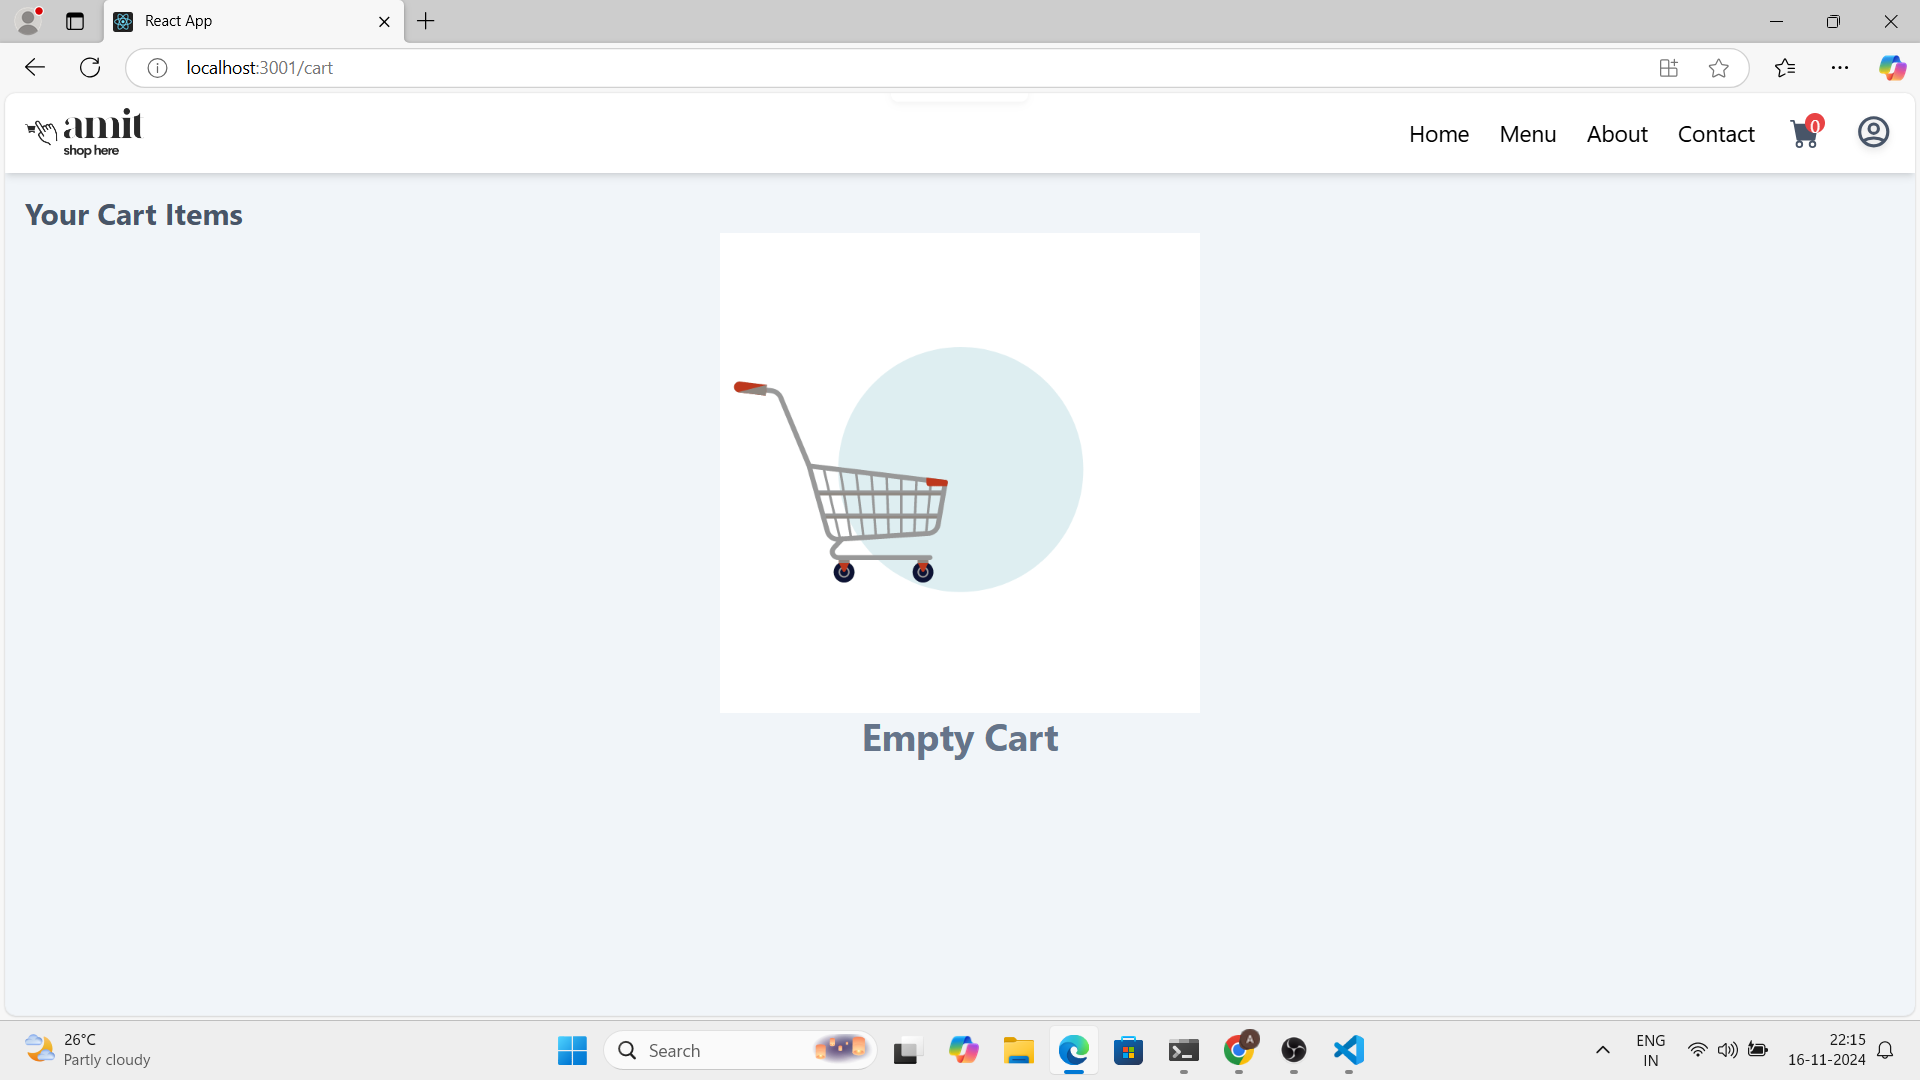 React App
localhost:3001/cart
amit
shop here
Home
Menu
About
Contact
0
Your Cart Items
Empty Cart
26°C
Partly cloudy
Search
A
ENG
IN
22:15
16-11-2024